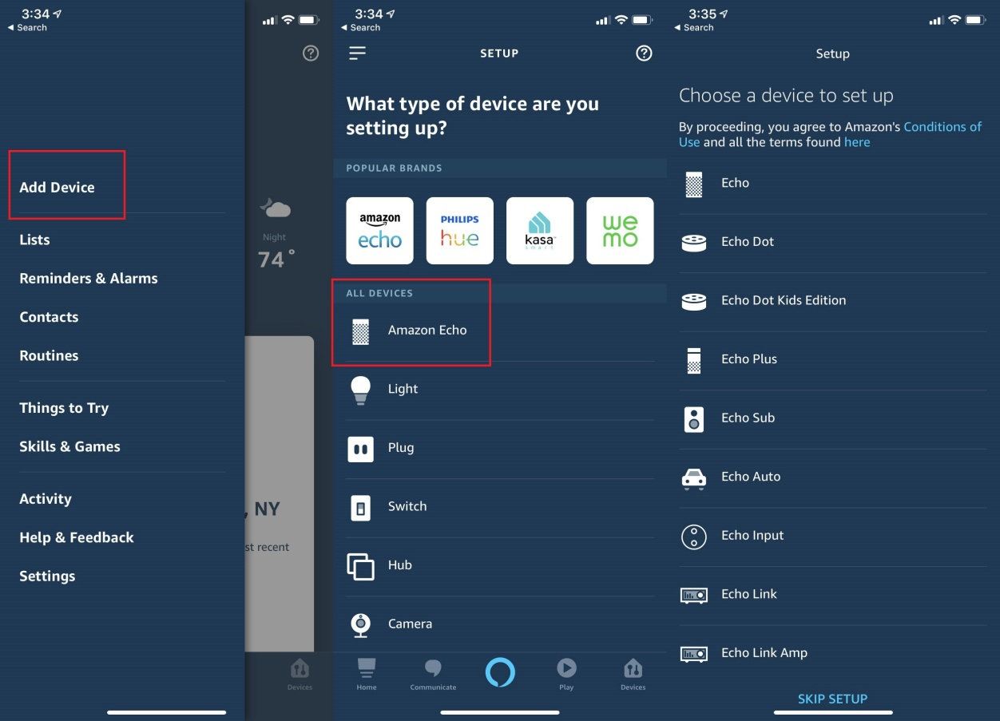 3:34
◀ Search
Add Device
Lists
Reminders & Alarms
Contacts
Routines
Things to Try
Skills & Games
Activity
Help & Feedback
Settings
?
Night
74°
, NY
st recent
Devices
3:34
◀ Search
SETUP
?
What type of device are you
setting up?
POPULAR BRANDS
amazon
echo
PHILIPS
hue
kasa
smart
we
mo
ALL DEVICES
Amazon Echo
Light
Plug
Switch
Hub
Camera
Home
Communicate
Play
Devices
3:35
◀ Search
Setup
Choose a device to set up
By proceeding, you agree to Amazon's Conditions of
Use and all the terms found here
Echo
Echo Dot
Echo Dot Kids Edition
Echo Plus
Echo Sub
Echo Auto
Echo Input
Echo Link
Echo Link Amp
SKIP SETUP